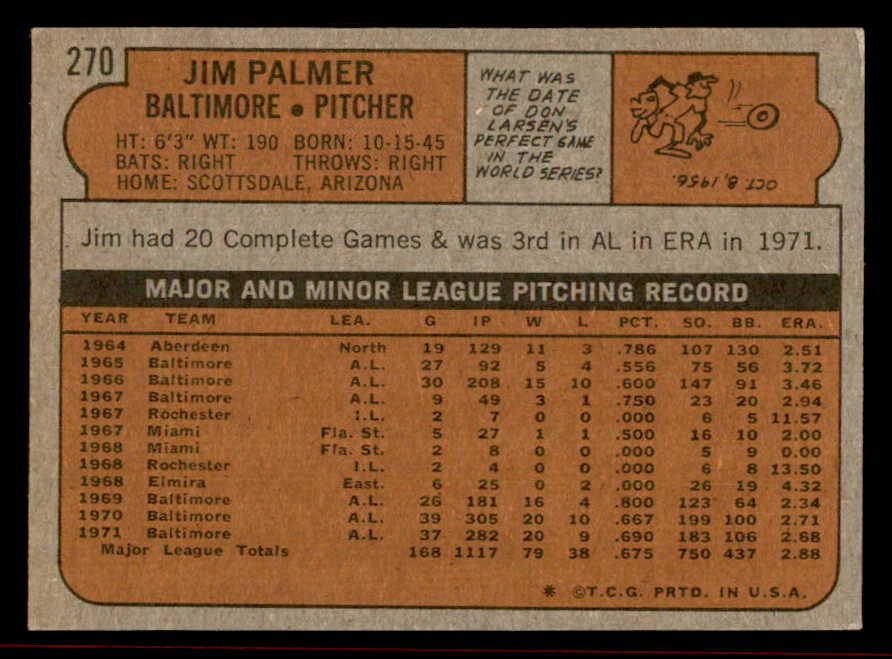 270
JIM PALMER
BALTIMORE • PITCHER
HT: 6'3" WT: 190 BORN: 10-15-45
BATS: RIGHT THROWS: RIGHT
HOME: SCOTTSDALE, ARIZONA
WHAT WAS
THE DATE
OF DON
LARSEN'S
PERFECT GAME
IN THE
WORLD SERIES?
OCT. 8, 1956.
Jim had 20 Complete Games & was 3rd in AL in ERA in 1971.
MAJOR AND MINOR LEAGUE PITCHING RECORD
YEAR TEAM LEA. G IP W L PCT. SO. BB. ERA.
1964 Aberdeen North 19 129 11 3 .786 107 130 2.51
1965 Baltimore A.L. 27 92 5 4 .556 75 56 3.72
1966 Baltimore A.L. 30 208 15 10 .600 147 91 3.46
1967 Baltimore A.L. 9 49 3 1 .750 23 20 2.94
1967 Rochester I.L. 2 7 0 0 .000 6 5 11.57
1967 Miami Fla. St. 5 27 1 1 .500 16 10 2.00
1968 Miami Fla. St. 2 8 0 0 .000 5 9 0.00
1968 Rochester I.L. 2 4 0 0 .000 6 8 13.50
1968 Elmira East. 6 25 0 2 .000 26 19 4.32
1969 Baltimore A.L. 26 181 16 4 .800 123 64 2.34
1970 Baltimore A.L. 39 305 20 10 .667 199 100 2.71
1971 Baltimore A.L. 37 282 20 9 .690 183 106 2.68
Major League Totals 168 1117 79 38 .675 750 437 2.88
* ©T.C.G. PRTD. IN U.S.A.